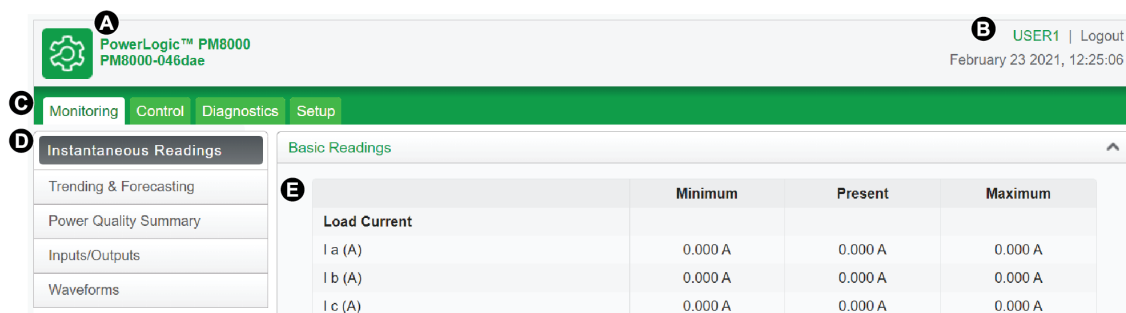 A
PowerLogic™ PM8000
PM8000-046dae
B
USER1 | Logout
February 23 2021, 12:25:06
C
Monitoring Control Diagnostics Setup
D
Instantaneous Readings
Trending & Forecasting
Power Quality Summary
Inputs/Outputs
Waveforms
Basic Readings
E
Minimum Present Maximum
Load Current
I a (A) 0.000 A 0.000 A 0.000 A
I b (A) 0.000 A 0.000 A 0.000 A
I c (A) 0.000 A 0.000 A 0.000 A